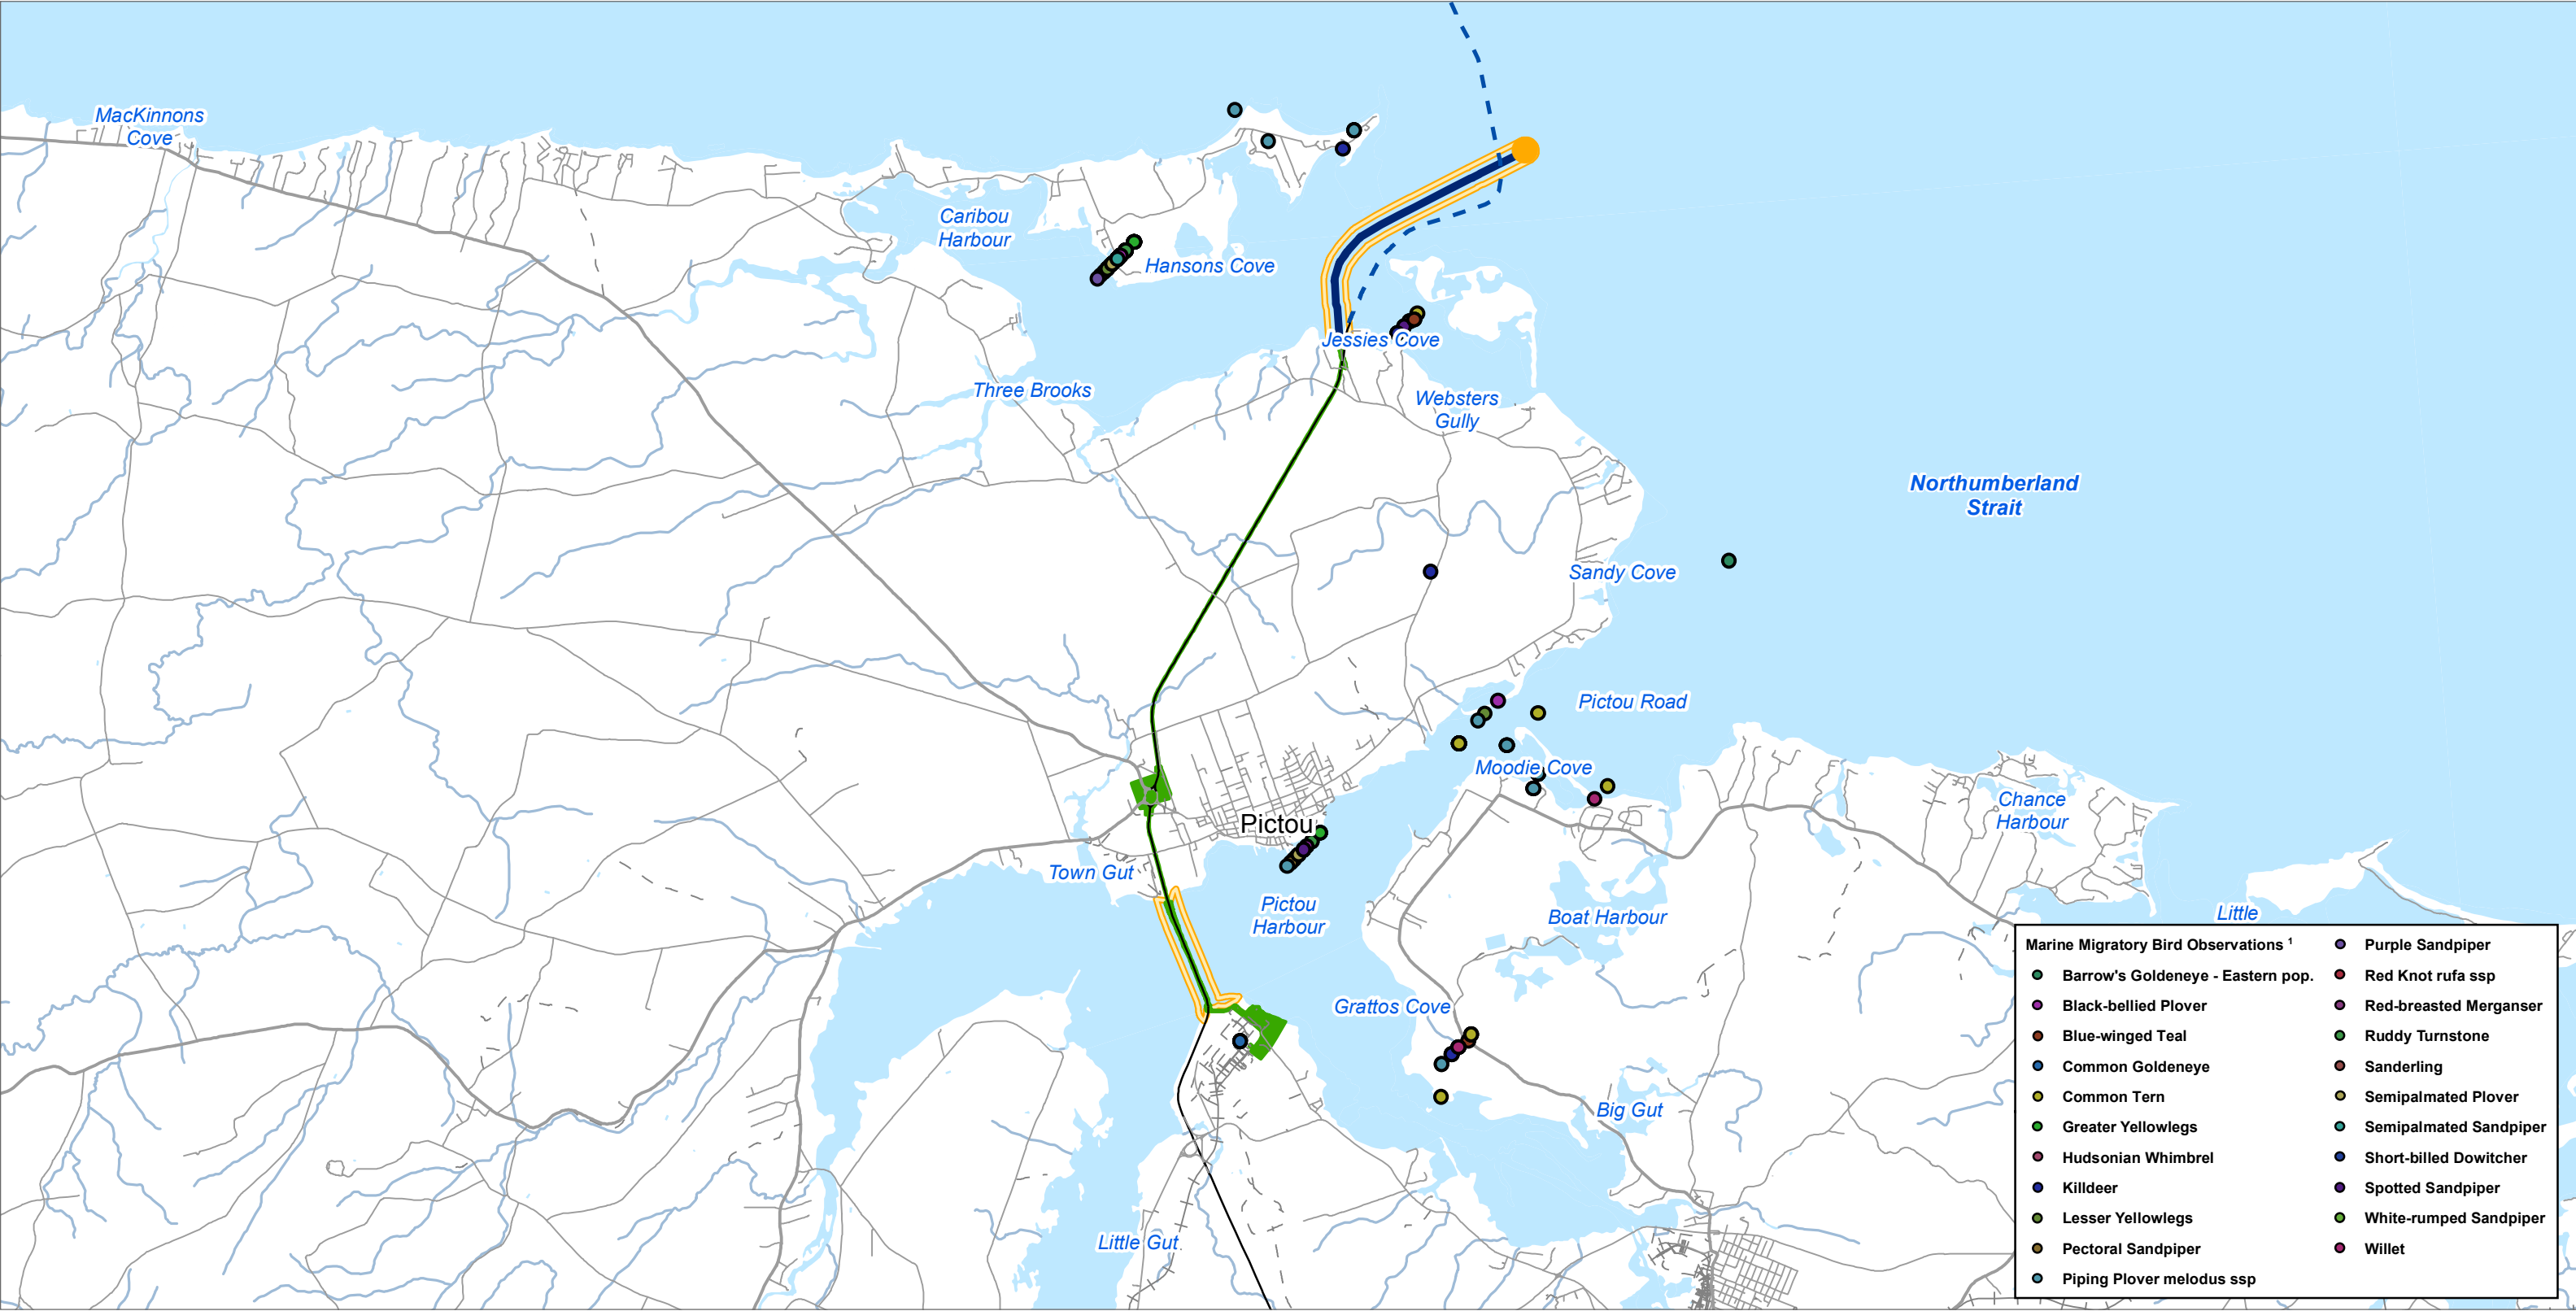 MacKinnons
Cove
Caribou
Harbour
Hansons Cove
Jessies Cove
Three Brooks
Websters
Gully
Northumberland
Strait
Sandy Cove
Pictou Road
Moodie Cove
Chance
Harbour
Pictou
Town Gut
Pictou
Harbour
Boat Harbour
Little
Grattos Cove
Big Gut
Little Gut
Marine Migratory Bird Observations 1
Barrow's Goldeneye - Eastern pop.
Black-bellied Plover
Blue-winged Teal
Common Goldeneye
Common Tern
Greater Yellowlegs
Hudsonian Whimbrel
Killdeer
Lesser Yellowlegs
Pectoral Sandpiper
Piping Plover melodus ssp
Purple Sandpiper
Red Knot rufa ssp
Red-breasted Merganser
Ruddy Turnstone
Sanderling
Semipalmated Plover
Semipalmated Sandpiper
Short-billed Dowitcher
Spotted Sandpiper
White-rumped Sandpiper
Willet